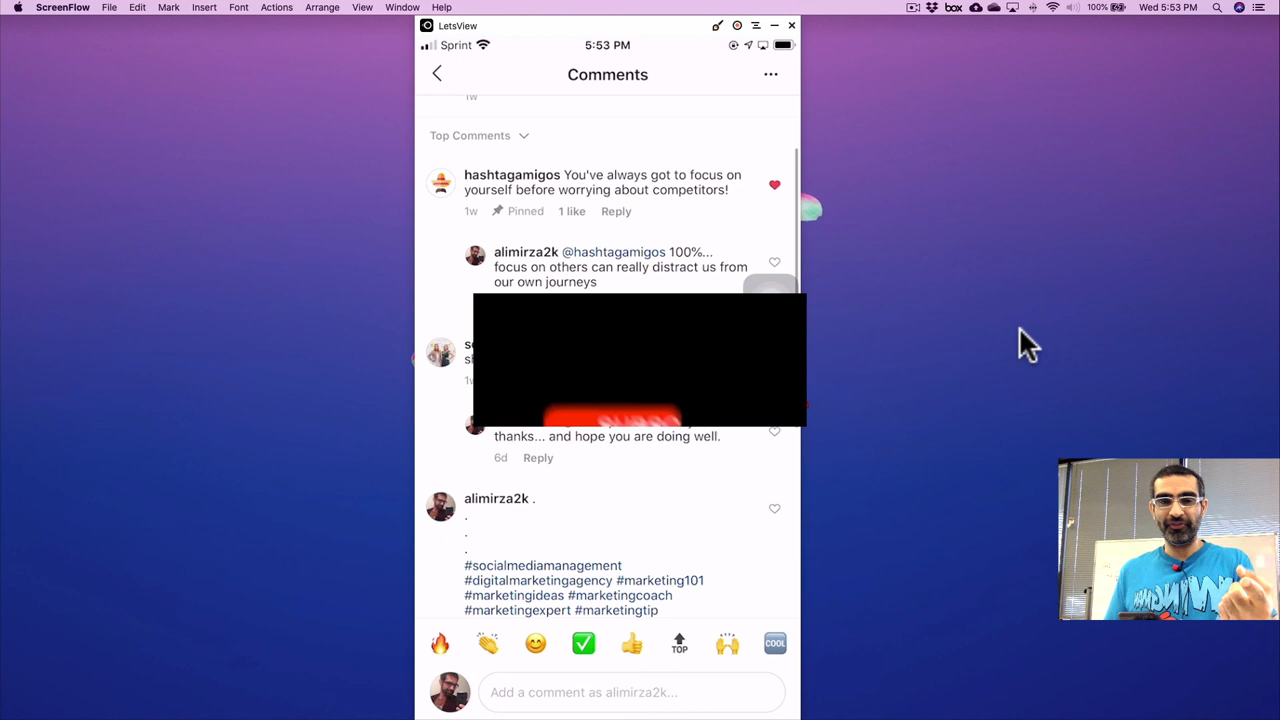 ScreenFlow File Edit Mark Insert Font Actions Arrange View Window Help box 100% Wed 5:53 PM
LetsView
Sprint 5:53 PM
Comments
1w
Top Comments
hashtagamigos You've always got to focus on
yourself before worrying about competitors!
1w Pinned 1 like Reply
alimirza2k @hashtagamigos 100%...
focus on others can really distract us from
our own journeys
thanks... and hope you are doing well.
6d Reply
alimirza2k .
.
.
.
#socialmediamanagement
#digitalmarketingagency #marketing101
#marketingideas #marketingcoach
#marketingexpert #marketingtip
TOP COOL
Add a comment as alimirza2k...